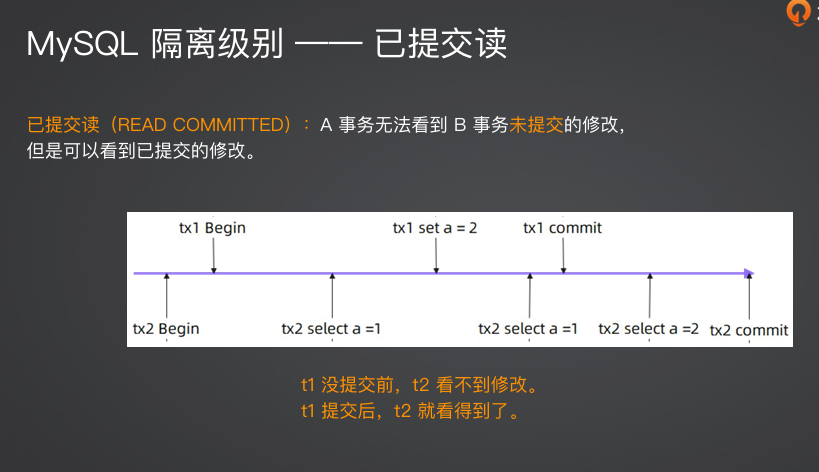 MySQL 隔离级别 —— 已提交读
已提交读（READ COMMITTED）：A 事务无法看到 B 事务未提交的修改，
但是可以看到已提交的修改。
tx1 Begin
tx1 set a = 2
tx1 commit
tx2 Begin
tx2 select a =1
tx2 select a =1
tx2 select a =2
tx2 commit
t1 没提交前，t2 看不到修改。
t1 提交后，t2 就看得到了。